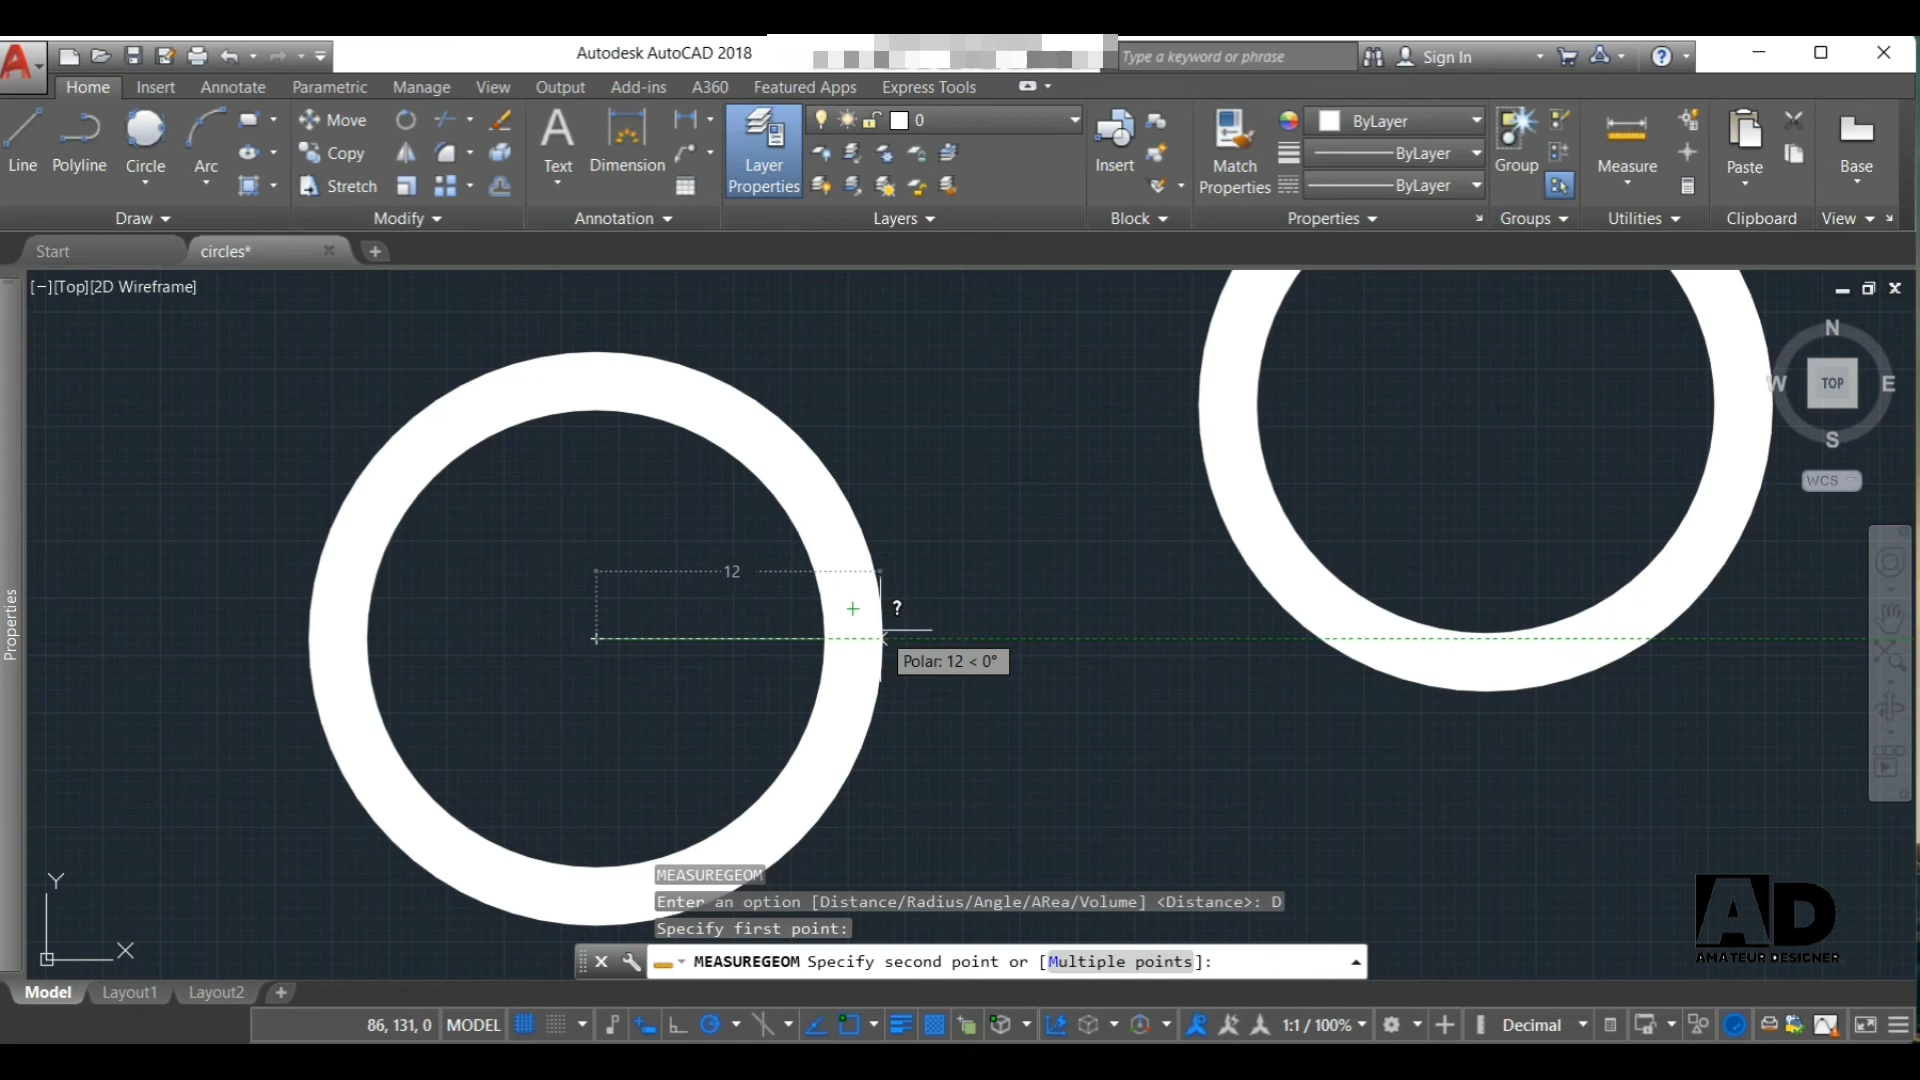 Autodesk AutoCAD 2018
Type a keyword or phrase
Sign In
Home Insert Annotate Parametric Manage View Output Add-ins A360 Featured Apps Express Tools
Line Polyline Circle Arc
Move
Copy
Stretch
Text Dimension
Layer Properties
0
Insert
Match Properties
ByLayer
ByLayer
ByLayer
Group
Measure
Paste
Base
Draw Modify Annotation Layers Block Properties Groups Utilities Clipboard View
Start circles*
[−][Top][2D Wireframe]
N
W TOP E
S
WCS
Properties
12
?
Polar: 12 < 0°
Y
X
MEASUREGEOM
Enter an option [Distance/Radius/Angle/ARea/Volume] <Distance>: D
Specify first point:
MEASUREGEOM Specify second point or [Multiple points]:
AD
AMATEUR DESIGNER
Model Layout1 Layout2
86, 131, 0 MODEL 1:1 / 100% Decimal